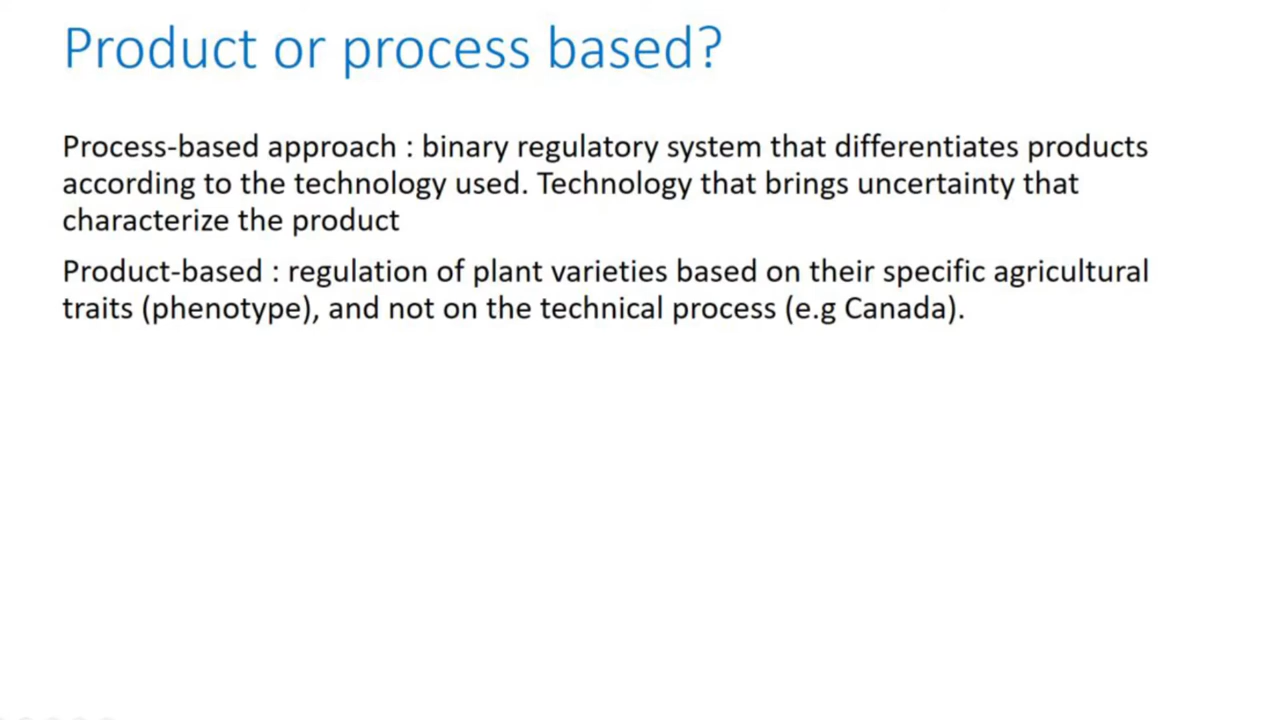 Product or process based?
Process-based approach : binary regulatory system that differentiates products
according to the technology used. Technology that brings uncertainty that
characterize the product
Product-based : regulation of plant varieties based on their specific agricultural
traits (phenotype), and not on the technical process (e.g Canada).